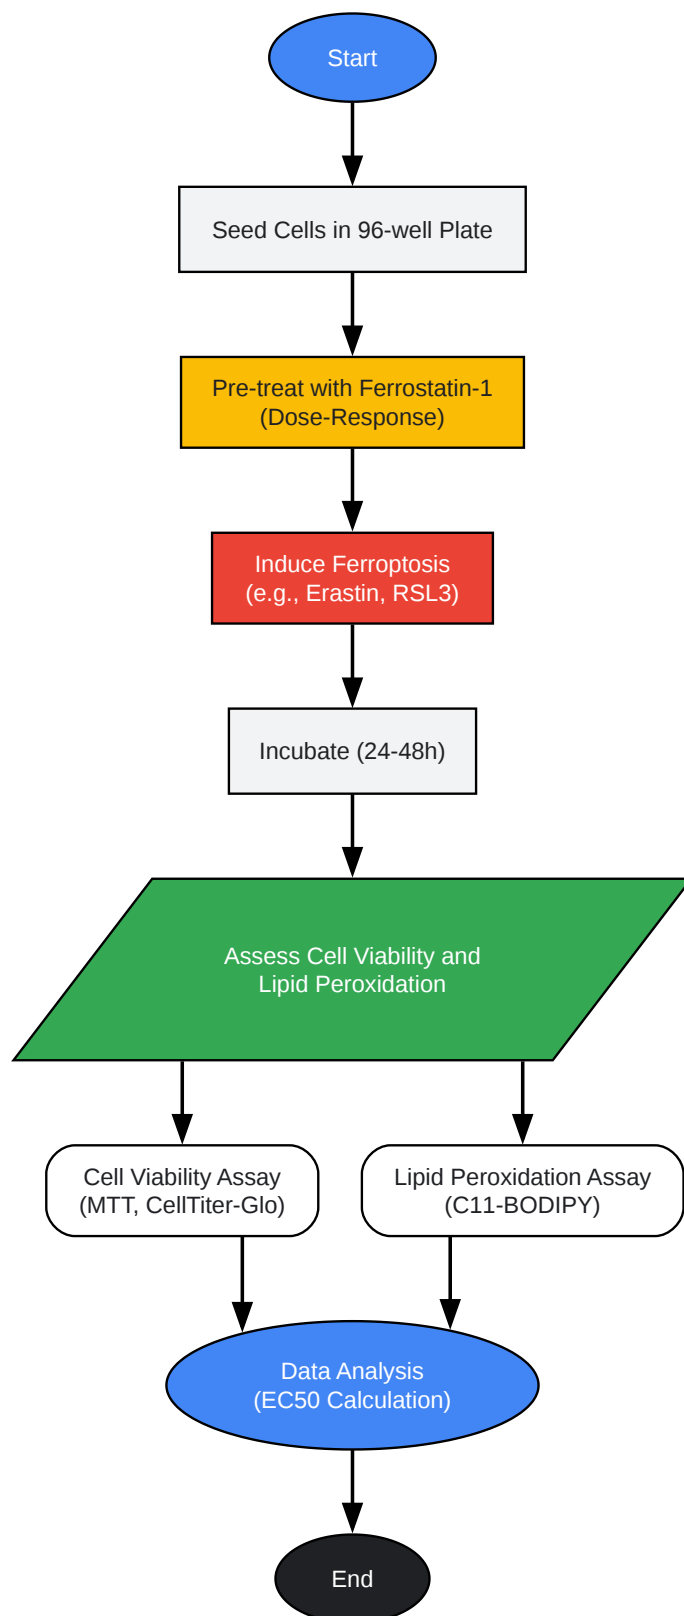 Start
Seed Cells in 96-well Plate
Pre-treat with Ferrostatin-1
(Dose-Response)
Induce Ferroptosis
(e.g., Erastin, RSL3)
Incubate (24-48h)
Assess Cell Viability and
Lipid Peroxidation
Cell Viability Assay
(MTT, CellTiter-Glo)
Lipid Peroxidation Assay
(C11-BODIPY)
Data Analysis
(EC50 Calculation)
End